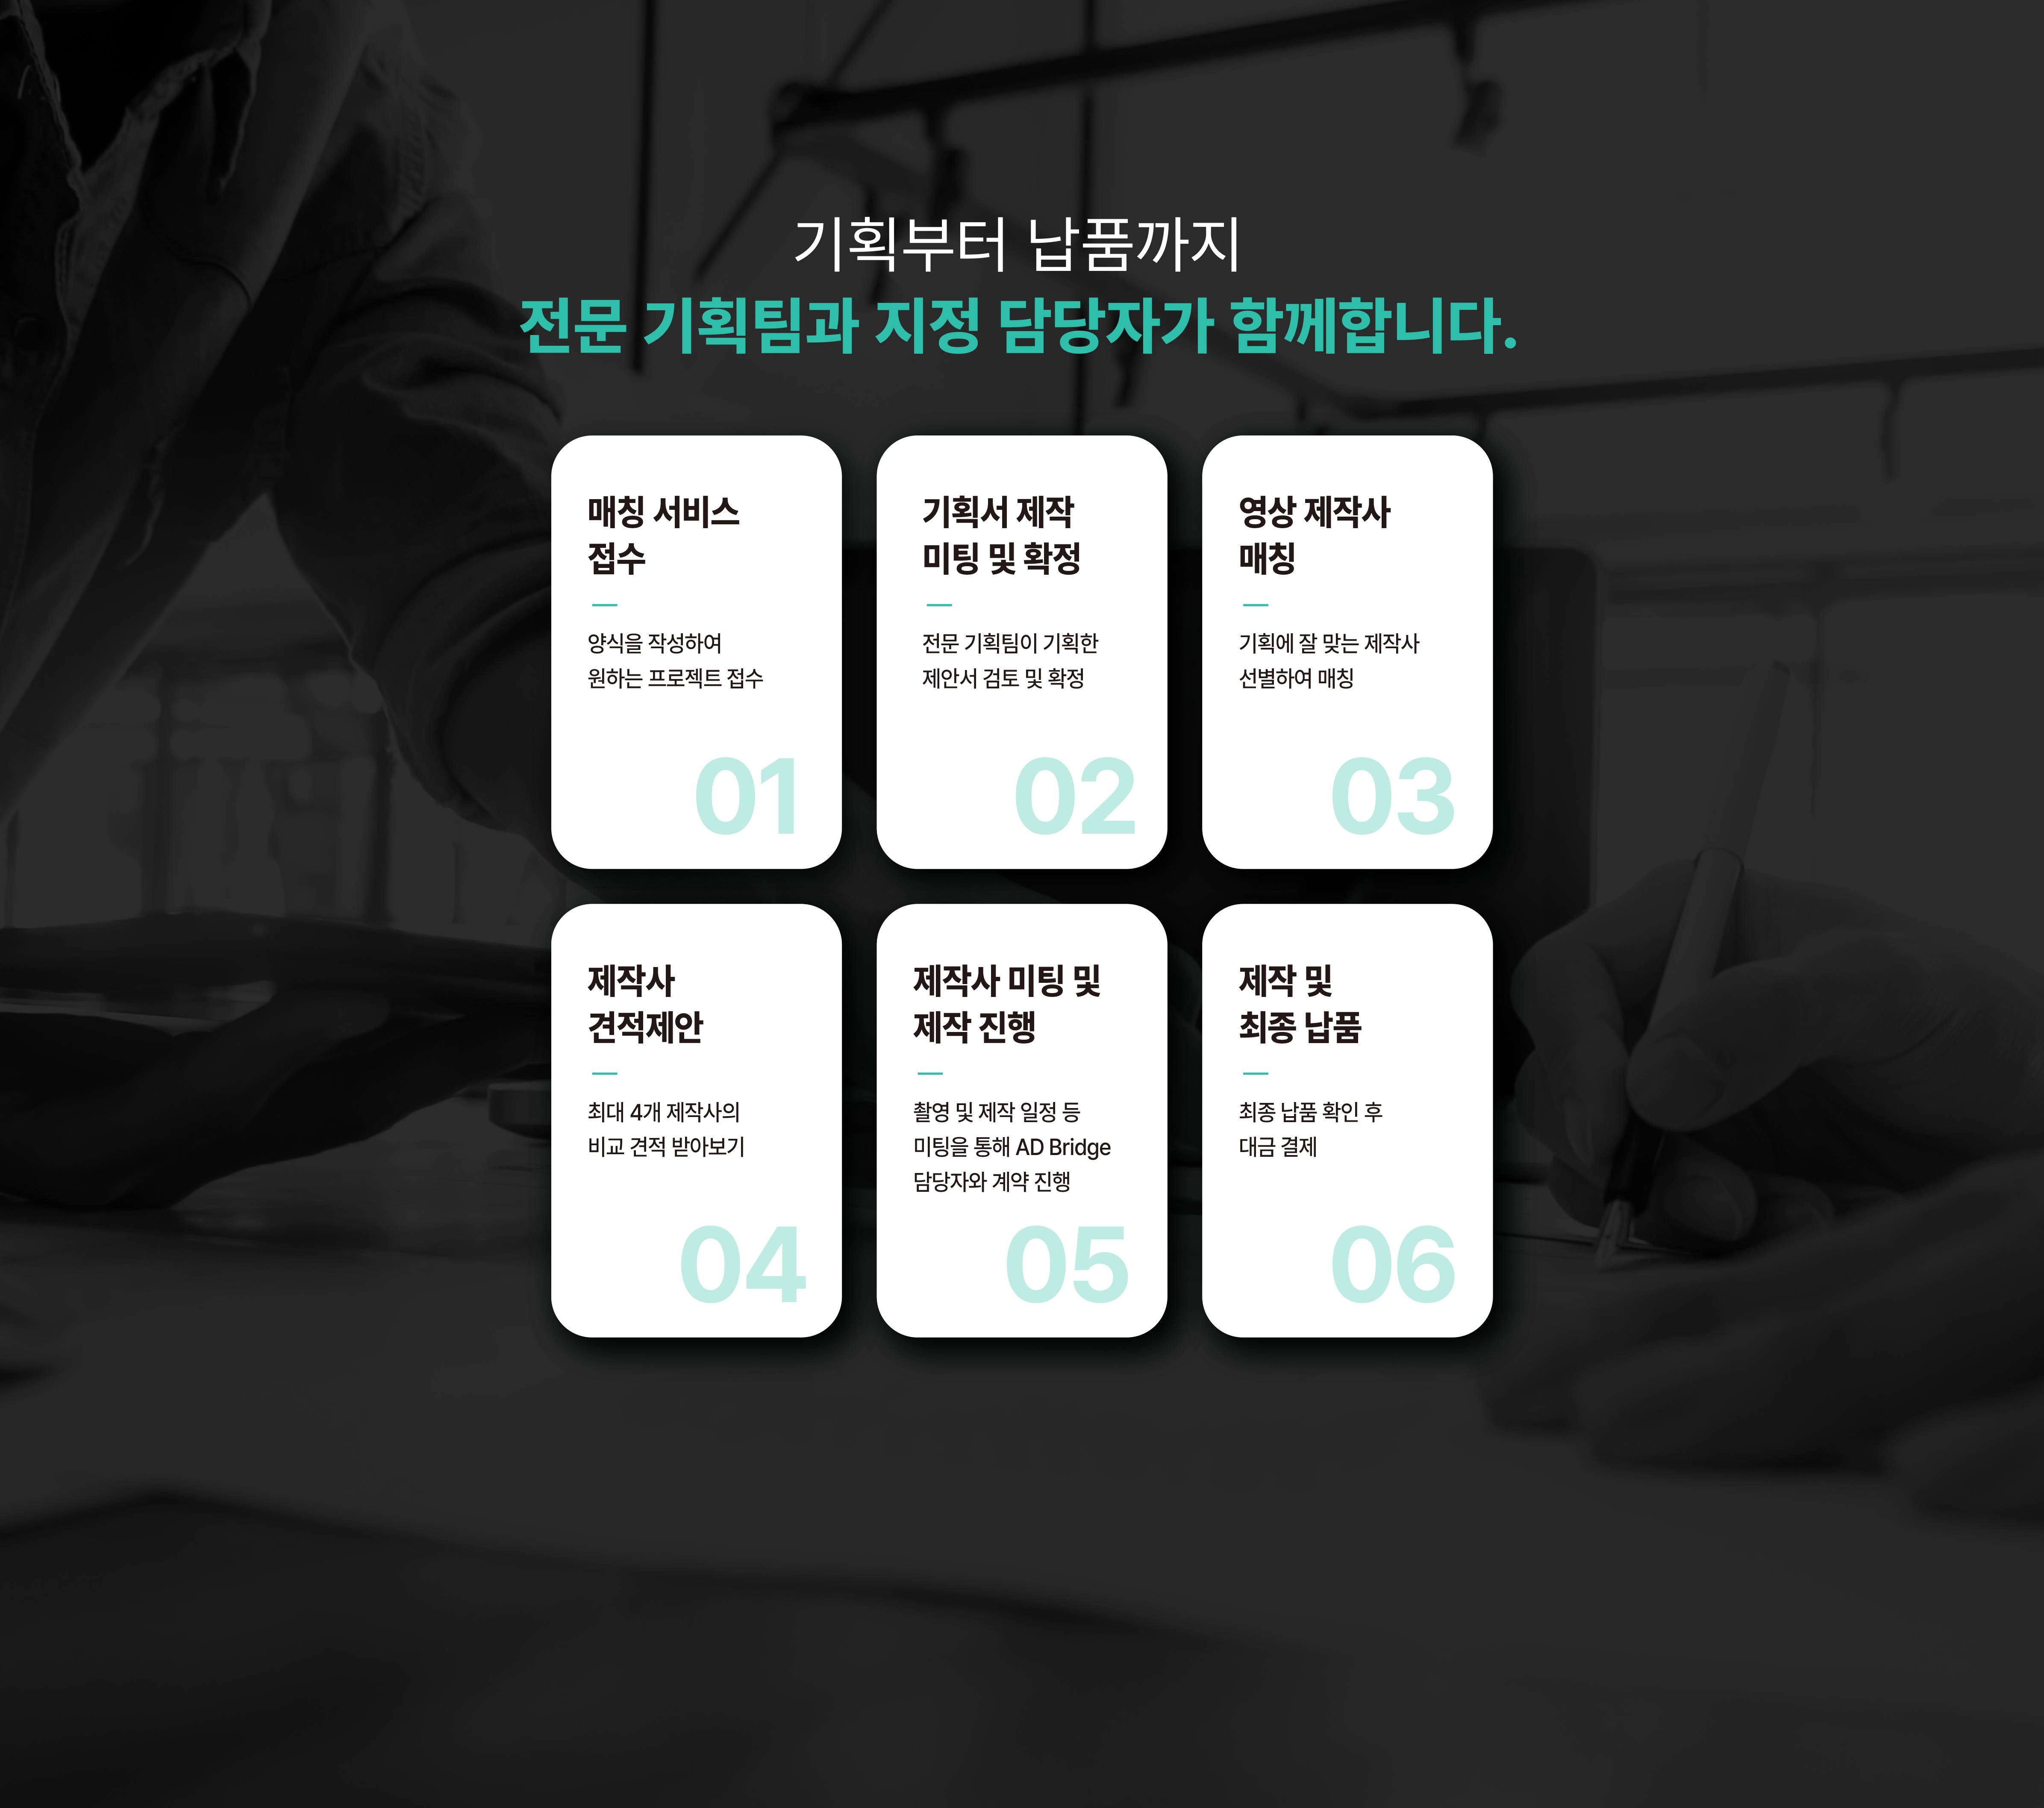 기획부터 납품까지
전문 기획팀과 지정 담당자가 함께합니다.
매칭 서비스
접수
양식을 작성하여
원하는 프로젝트 접수
01
기획서 제작
미팅 및 확정
전문 기획팀이 기획한
제안서 검토 및 확정
02
영상 제작사
매칭
기획에 잘 맞는 제작사
선별하여 매칭
03
제작사
견적제안
최대 4개 제작사의
비교 견적 받아보기
04
제작사 미팅 및
제작 진행
촬영 및 제작 일정 등
미팅을 통해 AD Bridge
담당자와 계약 진행
05
제작 및
최종 납품
최종 납품 확인 후
대금 결제
06